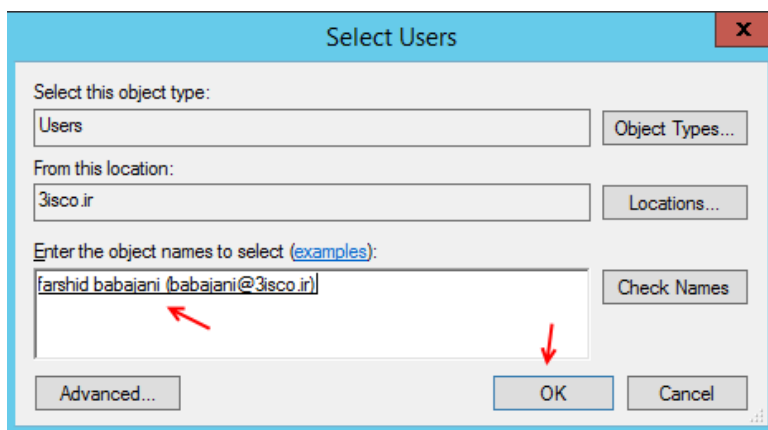 Select Users
x
Select this object type:
Users
Object Types...
From this location:
3isco.ir
Locations...
Enter the object names to select (examples):
farshid babajani (babajani@3isco.ir)
Check Names
Advanced...
OK
Cancel